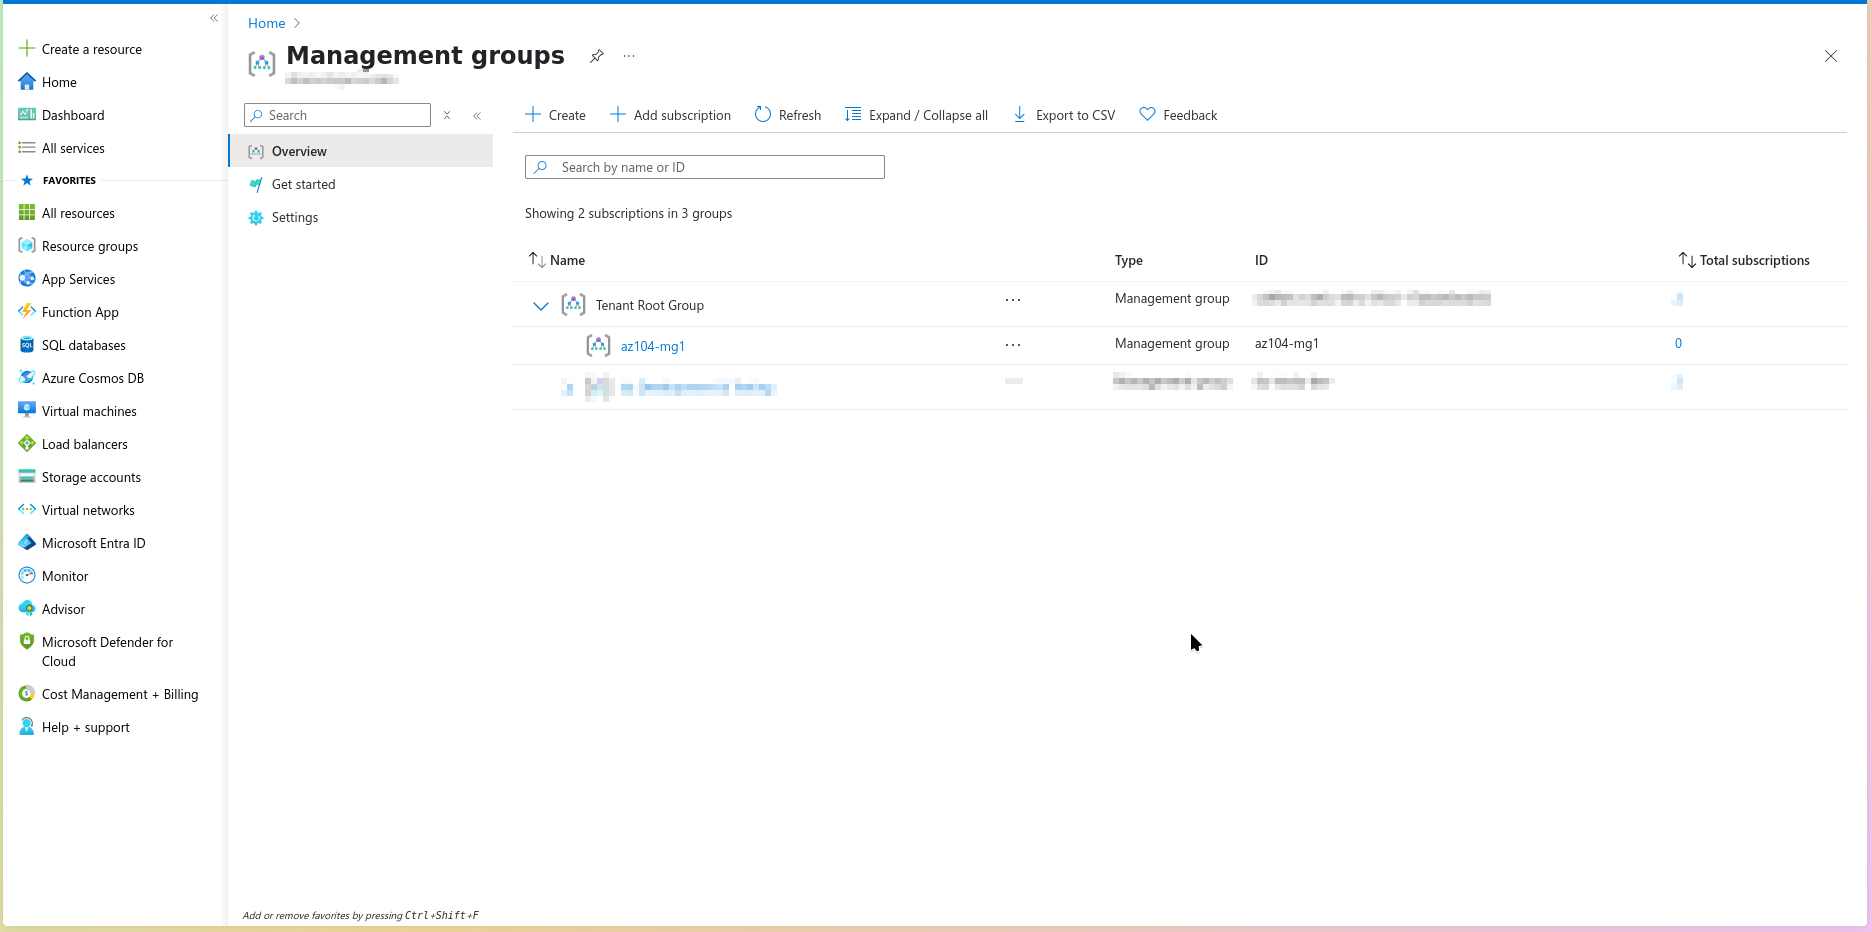 Home
Management groups
Create a resource
Home
Dashboard
All services
FAVORITES
All resources
Resource groups
App Services
Function App
SQL databases
Azure Cosmos DB
Virtual machines
Load balancers
Storage accounts
Virtual networks
Microsoft Entra ID
Monitor
Advisor
Microsoft Defender for
Cloud
Cost Management + Billing
Help + support
Search
Overview
Get started
Settings
Add or remove favorites by pressing Ctrl+Shift+F
Create Add subscription Refresh Expand / Collapse all Export to CSV Feedback
Search by name or ID
Showing 2 subscriptions in 3 groups
Name Type ID Total subscriptions
Tenant Root Group ... Management group
az104-mg1 ... Management group az104-mg1 0